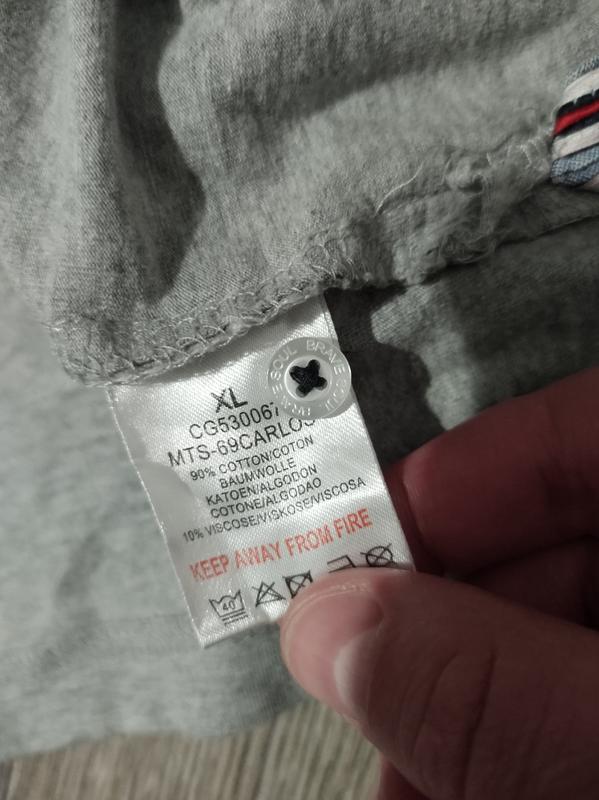 BRAVE SOUL
XL
CG530067
MTS-69CARLOS
90% COTTON/COTON
BAUMWOLLE
KATOEN/ALGODON
COTONE/ALGODAO
10% VISCOSE/VISKOSE/VISCOSA
KEEP AWAY FROM FIRE
40